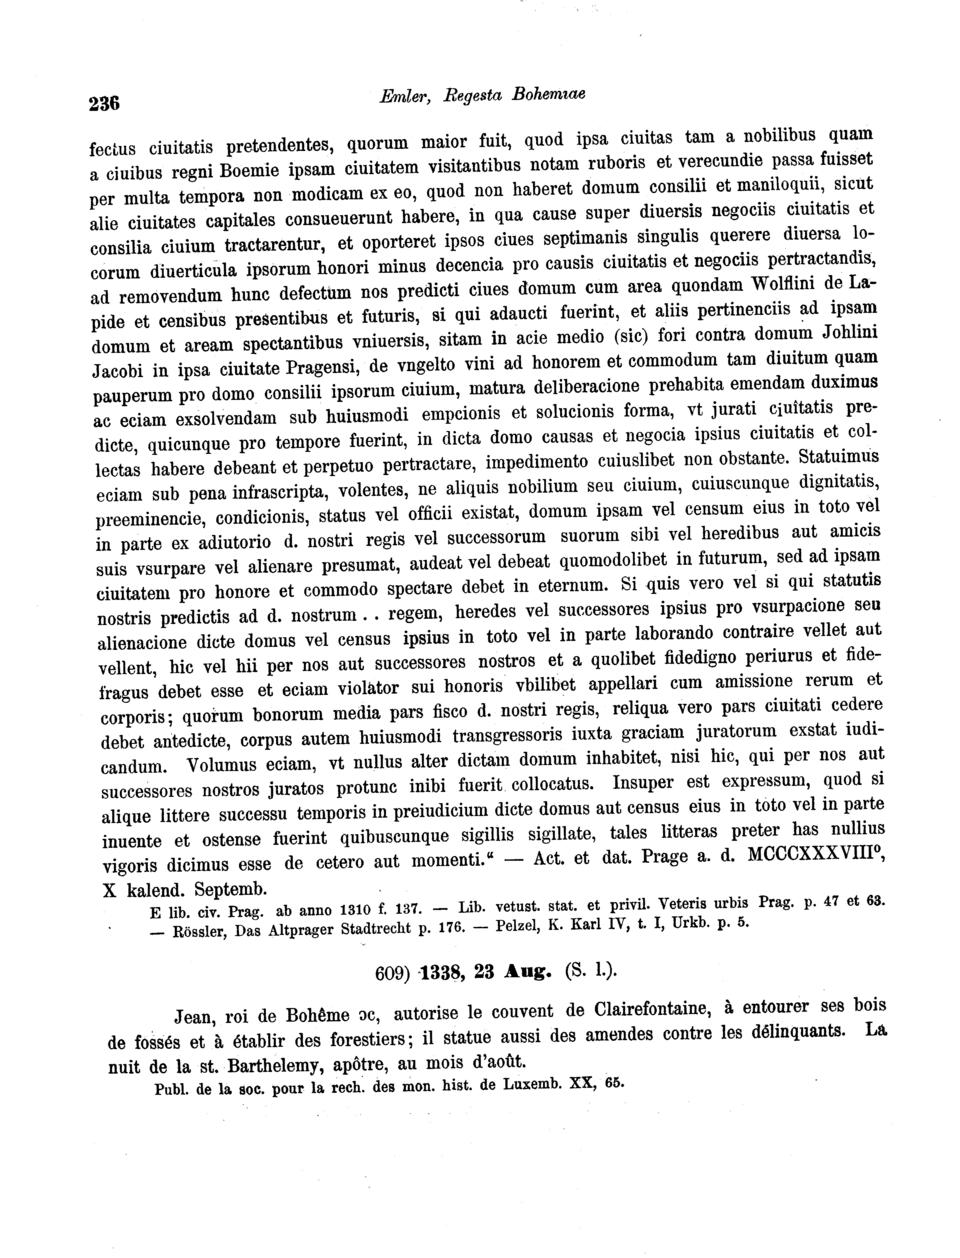 236
Emler, Regesta Bohemiae
fectus ciuitatis pretendentes, quorum maior fuit, quod ipsa ciuitas tam a nobilibus quam
a ciuibus regni Boemie ipsam ciuitatem visitantibus notam ruboris et verecundie passa fuisset
per multa tempora non modicam ex eo, quod non haberet domum consilii et maniloquii, sicut
alie ciuitates capitales consueuerunt habere, in qua cause super diuersis negociis ciuitatis et
consilia ciuium tractarentur, et oporteret ipsos ciues septimanis singulis querere diuersa lo-
corum diuerticula ipsorum honori minus decencia pro causis ciuitatis et negociis pertractandis,
ad removendum hunc defectum nos predicti ciues domum cum area quondam Wolflini de La-
pide et censibus presentibus et futuris, si qui adaucti fuerint, et aliis pertinenciis ad ipsam
domum et aream spectantibus vniuersis, sitam in acie medio (sic) fori contra domum Johlini
Jacobi in ipsa ciuitate Pragensi, de vngelto vini ad honorem et commodum tam diuitum quam
pauperum pro domo consilii ipsorum ciuium, matura deliberacione prehabita emendam duximus
ac eciam exsolvendam sub huiusmodi empcionis et solucionis forma, vt jurati ciuitatis pre-
dicte, quicunque pro tempore fuerint, in dicta domo causas et negocia ipsius ciuitatis et col-
lectas habere debeant et perpetuo pertractare, impedimento cuiuslibet non obstante. Statuimus
eciam sub pena infrascripta, volentes, ne aliquis nobilium seu ciuium, cuiuscunque dignitatis,
preeminencie, condicionis, status vel officii existat, domum ipsam vel censum eius in toto vel
in parte ex adiutorio d. nostri regis vel successorum suorum sibi vel heredibus aut amicis
suis vsurpare vel alienare presumat, audeat vel debeat quomodolibet in futurum, sed ad ipsam
ciuitatem pro honore et commodo spectare debet in eternum. Si quis vero vel si qui statutis
nostris predictis ad d. nostrum . . regem, heredes vel successores ipsius pro vsurpacione seu
alienacione dicte domus vel census ipsius in toto vel in parte laborando contraire vellet aut
vellent, hic vel hii per nos aut successores nostros et a quolibet fidedigno periurus et fide-
fragus debet esse et eciam violator sui honoris vbilibet appellari cum amissione rerum et
corporis; quorum bonorum media pars fisco d. nostri regis, reliqua vero pars ciuitati cedere
debet antedicte, corpus autem huiusmodi transgressoris iuxta graciam juratorum exstat iudi-
candum. Volumus eciam, vt nullus alter dictam domum inhabitet, nisi hic, qui per nos aut
successores nostros juratos protunc inibi fuerit collocatus. Insuper est expressum, quod si
alique littere successu temporis in preiudicium dicte domus aut census eius in toto vel in parte
inuente et ostense fuerint quibuscunque sigillis sigillate, tales litteras preter has nullius
vigoris dicimus esse de cetero aut momenti.“ — Act. et dat. Prage a. d. MCCCXXXVIIIº,
X kalend. Septemb.
E lib. civ. Prag. ab anno 1310 f. 137. — Lib. vetust. stat. et privil. Veteris urbis Prag. p. 47 et 63.
— Rössler, Das Altprager Stadtrecht p. 176. — Pelzel, K. Karl IV, t. I, Urkb. p. 5.
609) 1338, 23 Aug. (S. l.).
Jean, roi de Bohême ɔc, autorise le couvent de Clairefontaine, à entourer ses bois
de fossés et à établir des forestiers; il statue aussi des amendes contre les délinquants. La
nuit de la st. Barthelemy, apôtre, au mois d'août.
Publ. de la soc. pour la rech. des mon. hist. de Luxemb. XX, 65.